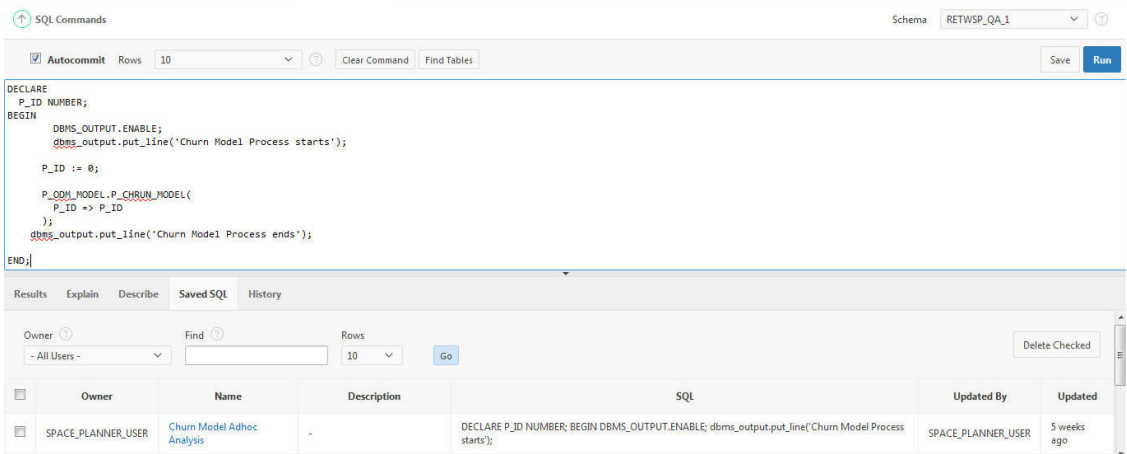 SQL Commands
Schema RETWSP_QA_1
Autocommit Rows 10 Clear Command Find Tables Save Run
DECLARE
P_ID NUMBER;
BEGIN
DBMS_OUTPUT.ENABLE;
dbms_output.put_line('Churn Model Process starts');
P_ID := 0;
P_ODM_MODEL.P_CHRUN_MODEL(
P_ID => P_ID
);
dbms_output.put_line('Churn Model Process ends');
END;
Results Explain Describe Saved SQL History
Owner Find Rows
- All Users - 10 Go Delete Checked
Owner Name Description SQL Updated By Updated
SPACE_PLANNER_USER Churn Model Adhoc Analysis - DECLARE P_ID NUMBER; BEGIN DBMS_OUTPUT.ENABLE; dbms_output.put_line('Churn Model Process starts'); SPACE_PLANNER_USER 5 weeks ago